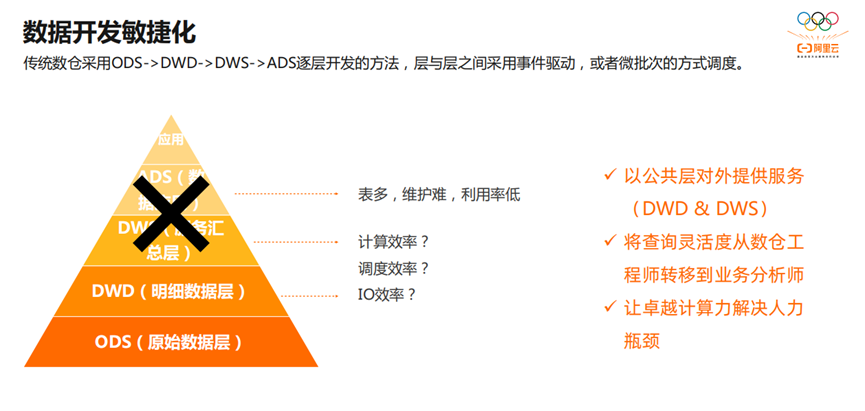 数据开发敏捷化
传统数仓采用ODS->DWD->DWS->ADS逐层开发的方法，层与层之间采用事件驱动，或者微批次的方式调度。
阿里云
应用
ADS（数
据
DW
务汇
总层）
DWD（明细数据层）
ODS（原始数据层）
表多，维护难，利用率低
计算效率？
调度效率？
IO效率？
以公共层对外提供服务
（DWD & DWS）
将查询灵活度从数仓工
程师转移到业务分析师
让卓越计算力解决人力
瓶颈